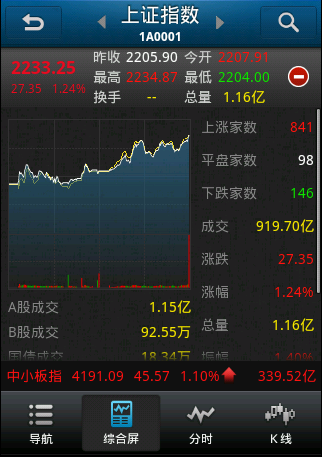 上证指数
1A0001
2233.25
27.35 1.24%
昨收 2205.90 今开 2207.91
最高 2234.87 最低 2204.00
换手 -- 总量 1.16亿
上涨家数 841
平盘家数 98
下跌家数 146
成交 919.70亿
涨跌 27.35
涨幅 1.24%
总量 1.16亿
振幅 1.40%
A股成交 1.15亿
B股成交 92.55万
国债成交 18.34万
中小板指 4191.09 45.57 1.10% 339.52亿
导航
综合屏
分时
K 线